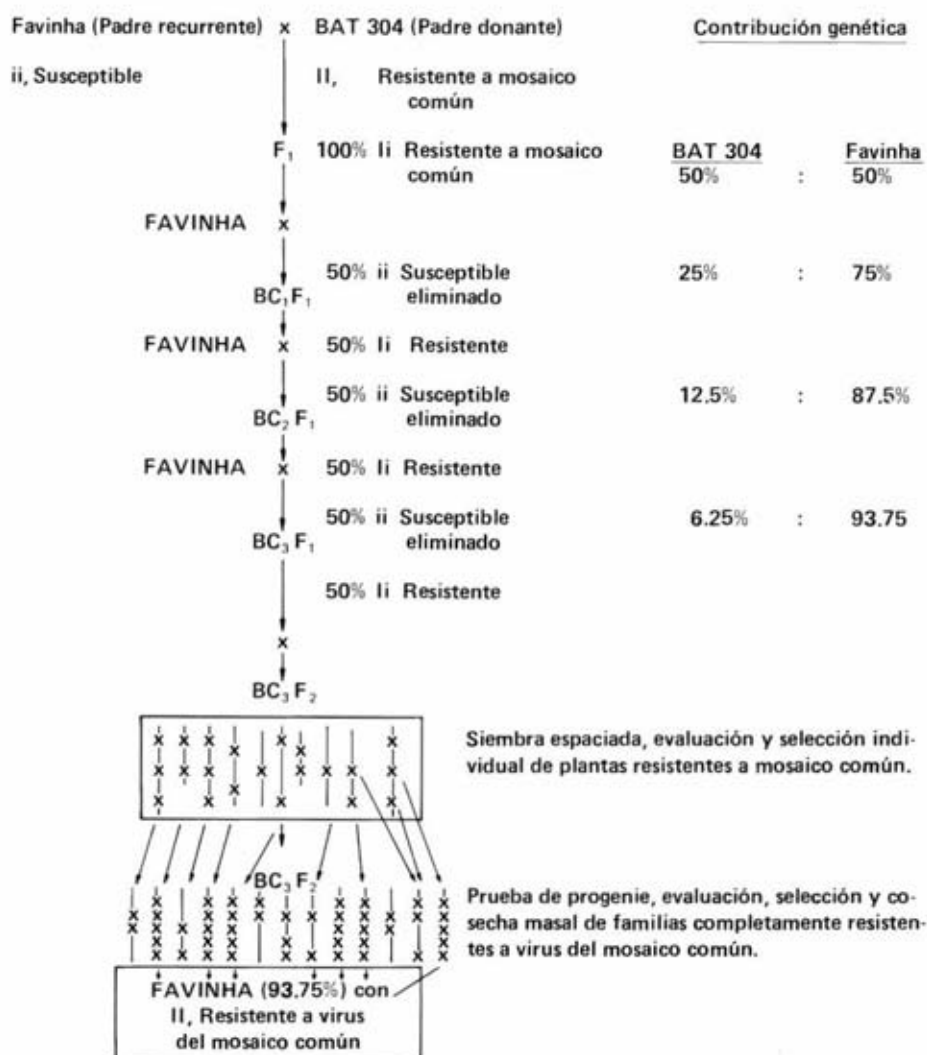 Favinha (Padre recurrente) x BAT 304 (Padre donante) Contribución genética
ii, Susceptible II, Resistente a mosaico
común
F₁ 100% Ii Resistente a mosaico BAT 304 Favinha
común 50% : 50%
FAVINHA x
50% ii Susceptible 25% : 75%
eliminado
BC₁F₁
FAVINHA x 50% Ii Resistente
50% ii Susceptible 12.5% : 87.5%
eliminado
BC₂F₁
FAVINHA x 50% Ii Resistente
50% ii Susceptible 6.25% : 93.75
eliminado
BC₃F₁
50% Ii Resistente
x
BC₃F₂
Siembra espaciada, evaluación y selección indi-
vidual de plantas resistentes a mosaico común.
BC₃F₂
Prueba de progenie, evaluación, selección y co-
secha masal de familias completamente resisten-
tes a virus del mosaico común.
FAVINHA (93.75%) con
II, Resistente a virus
del mosaico común